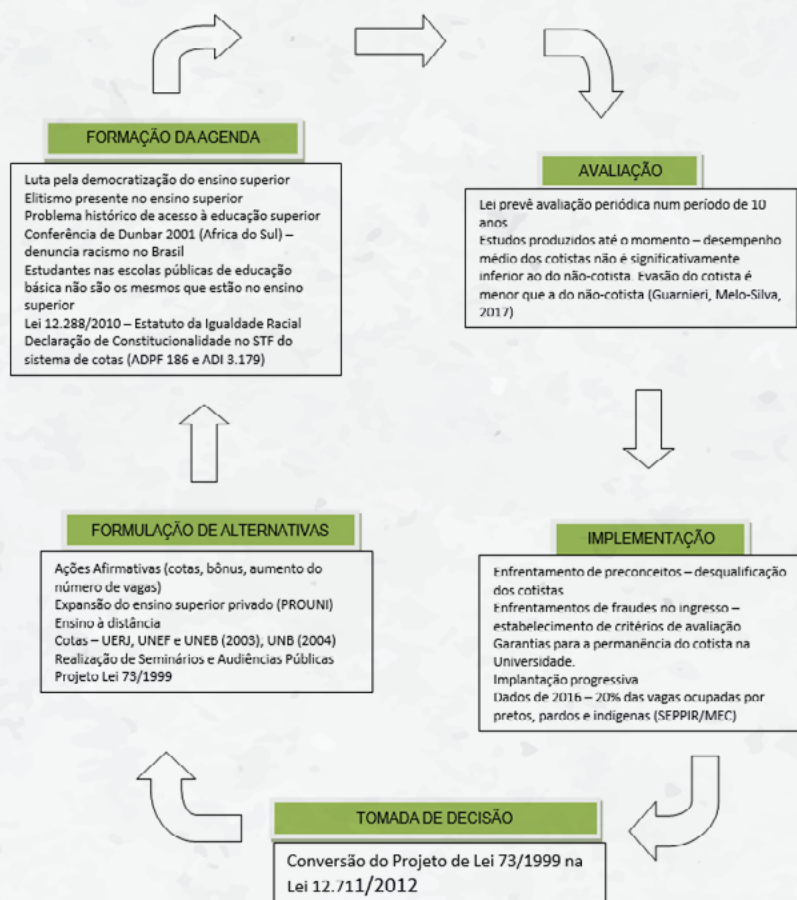 FORMAÇÃO DA AGENDA
Luta pela democratização do ensino superior
Elitismo presente no ensino superior
Problema histórico de acesso à educação superior
Conferência de Dunbar 2001 (Africa do Sul) –
denuncia racismo no Brasil
Estudantes nas escolas públicas de educação
básica não são os mesmos que estão no ensino
superior
Lei 12.288/2010 – Estatuto da Igualdade Racial
Declaração de Constitucionalidade no STF do
sistema de cotas (ADPF 186 e ADI 3.179)
AVALIAÇÃO
Lei prevê avaliação periódica num período de 10
anos
Estudos produzidos até o momento – desempenho
médio dos cotistas não é significativamente
inferior ao do não-cotista. Evasão do cotista é
menor que a do não-cotista (Guarnieri, Melo-Silva,
2017)
FORMULAÇÃO DE ALTERNATIVAS
Ações Afirmativas (cotas, bônus, aumento do
número de vagas)
Expansão do ensino superior privado (PROUNI)
Ensino à distância
Cotas – UERJ, UNEF e UNEB (2003), UNB (2004)
Realização de Seminários e Audiências Públicas
Projeto Lei 73/1999
IMPLEMENTAÇÃO
Enfrentamento de preconceitos – desqualificação
dos cotistas
Enfrentamentos de fraudes no ingresso –
estabelecimento de critérios de avaliação
Garantias para a permanência do cotista na
Universidade.
Implantação progressiva
Dados de 2016 – 20% das vagas ocupadas por
pretos, pardos e indígenas (SEPPIR/MEC)
TOMADA DE DECISÃO
Conversão do Projeto de Lei 73/1999 na
Lei 12.711/2012